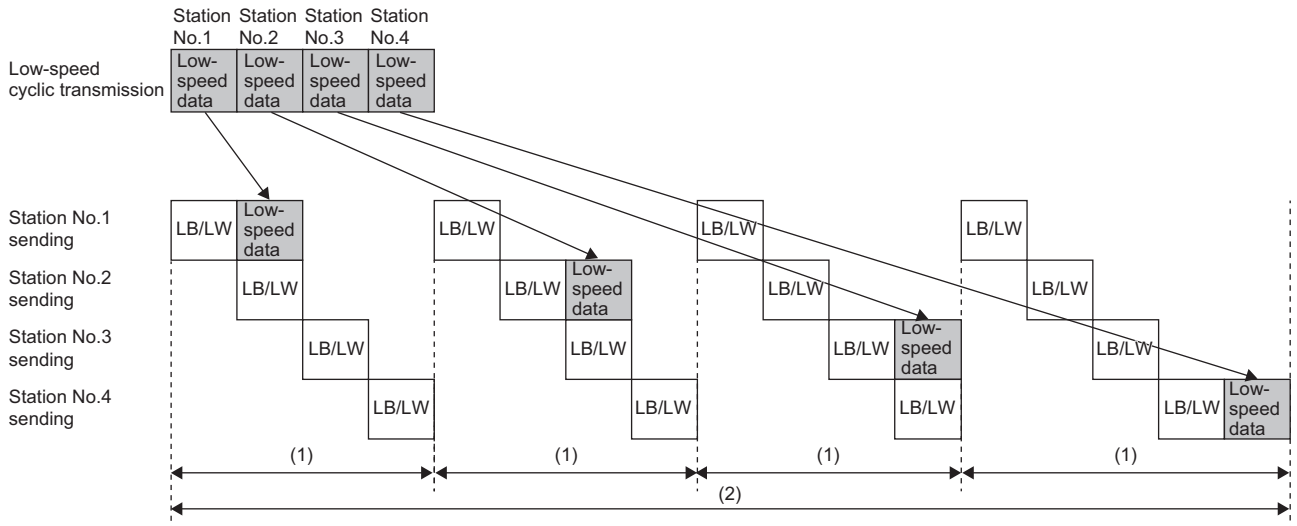 Station Station Station Station
No.1 No.2 No.3 No.4
Low-speed
cyclic transmission
Low-
speed
data
Low-
speed
data
Low-
speed
data
Low-
speed
data
Station No.1
sending
LB/LW
Low-
speed
data
LB/LW
LB/LW
LB/LW
Station No.2
sending
LB/LW
LB/LW
Low-
speed
data
LB/LW
LB/LW
Station No.3
sending
LB/LW
LB/LW
LB/LW
Low-
speed
data
LB/LW
Station No.4
sending
LB/LW
LB/LW
LB/LW
LB/LW
Low-
speed
data
(1) (1) (1) (1)
(2)